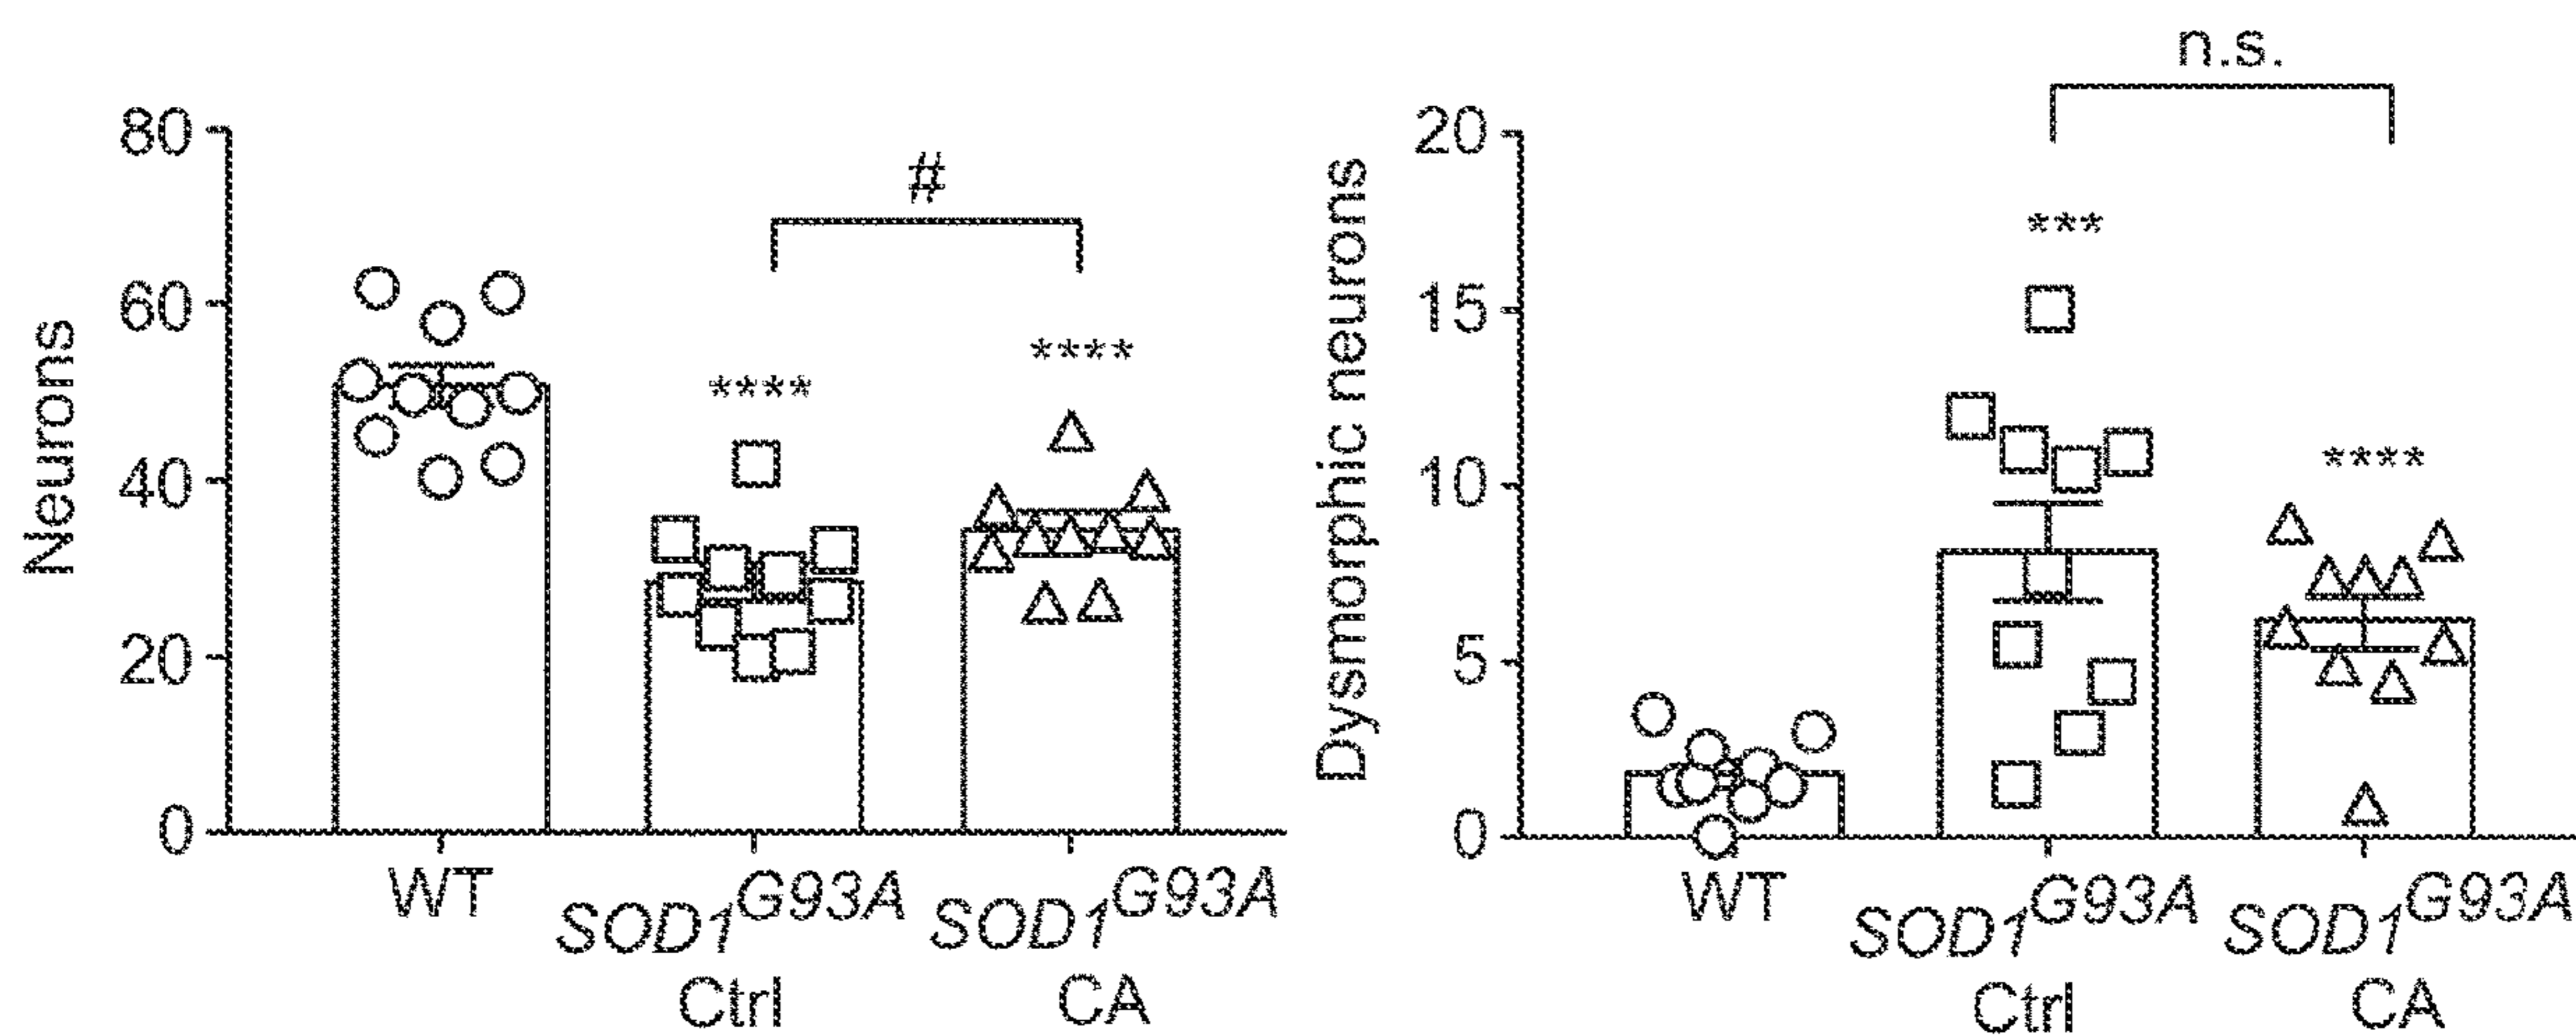 Neurons
80
60
40
20
0
#
****
****
WT
SOD1G93A
Ctrl
SOD1G93A
CA
Dysmorphic neurons
20
15
10
5
0
n.s.
***
****
WT
SOD1G93A
Ctrl
SOD1G93A
CA